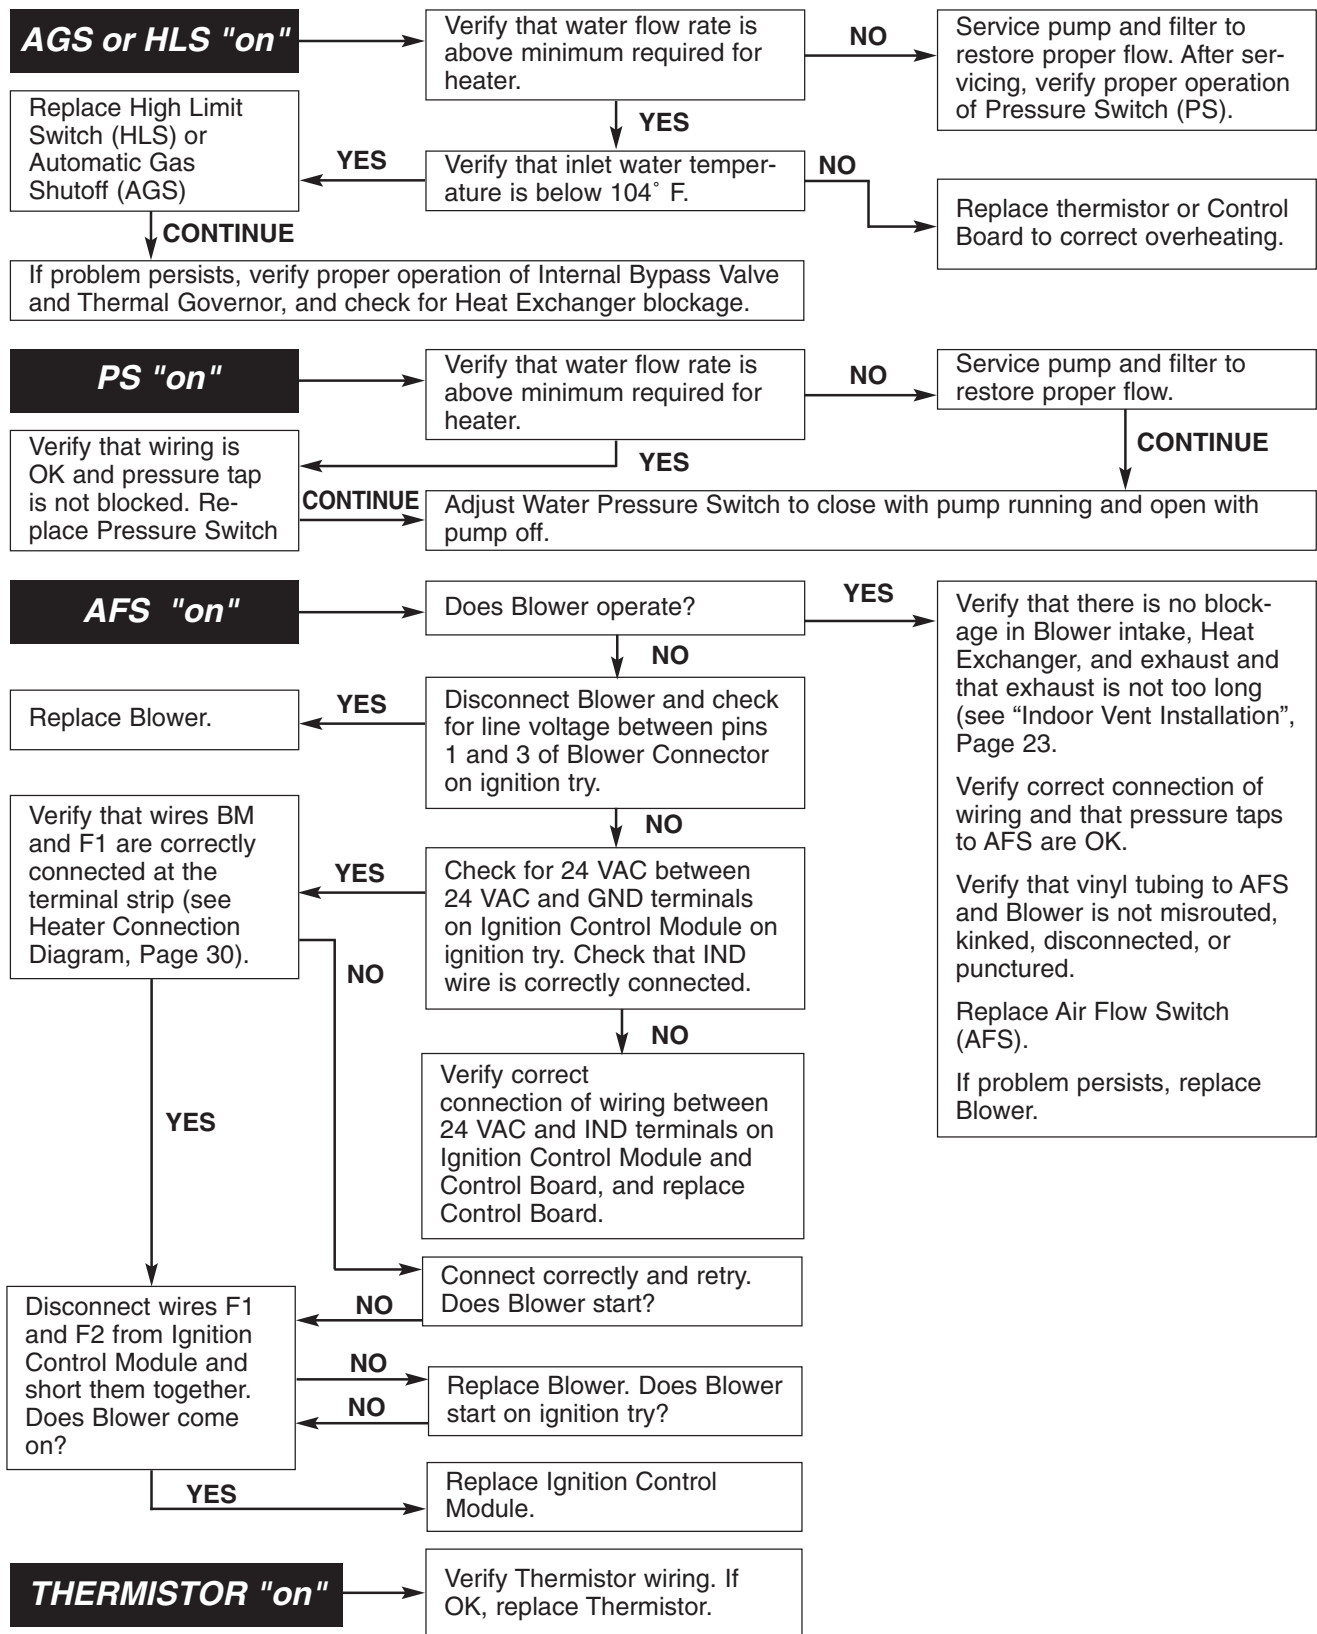 AGS or HLS "on"
Verify that water flow rate is
above minimum required for
heater.
NO
Service pump and filter to
restore proper flow. After ser-
vicing, verify proper operation
of Pressure Switch (PS).
YES
Replace High Limit
Switch (HLS) or
Automatic Gas
Shutoff (AGS)
YES
Verify that inlet water temper-
ature is below 104˚ F.
NO
Replace thermistor or Control
Board to correct overheating.
CONTINUE
If problem persists, verify proper operation of Internal Bypass Valve
and Thermal Governor, and check for Heat Exchanger blockage.
PS "on"
Verify that water flow rate is
above minimum required for
heater.
NO
Service pump and filter to
restore proper flow.
CONTINUE
YES
Verify that wiring is
OK and pressure tap
is not blocked. Re-
place Pressure Switch
CONTINUE
Adjust Water Pressure Switch to close with pump running and open with
pump off.
AFS "on"
Does Blower operate?
YES
Verify that there is no block-
age in Blower intake, Heat
Exchanger, and exhaust and
that exhaust is not too long
(see “Indoor Vent Installation”,
Page 23.
Verify correct connection of
wiring and that pressure taps
to AFS are OK.
Verify that vinyl tubing to AFS
and Blower is not misrouted,
kinked, disconnected, or
punctured.
Replace Air Flow Switch
(AFS).
If problem persists, replace
Blower.
NO
Disconnect Blower and check
for line voltage between pins
1 and 3 of Blower Connector
on ignition try.
YES
Replace Blower.
NO
Check for 24 VAC between
24 VAC and GND terminals
on Ignition Control Module on
ignition try. Check that IND
wire is correctly connected.
YES
Verify that wires BM
and F1 are correctly
connected at the
terminal strip (see
Heater Connection
Diagram, Page 30).
NO
NO
Verify correct
connection of wiring between
24 VAC and IND terminals on
Ignition Control Module and
Control Board, and replace
Control Board.
YES
Connect correctly and retry.
Does Blower start?
NO
Disconnect wires F1
and F2 from Ignition
Control Module and
short them together.
Does Blower come
on?
NO
Replace Blower. Does Blower
start on ignition try?
NO
YES
Replace Ignition Control
Module.
THERMISTOR "on"
Verify Thermistor wiring. If
OK, replace Thermistor.